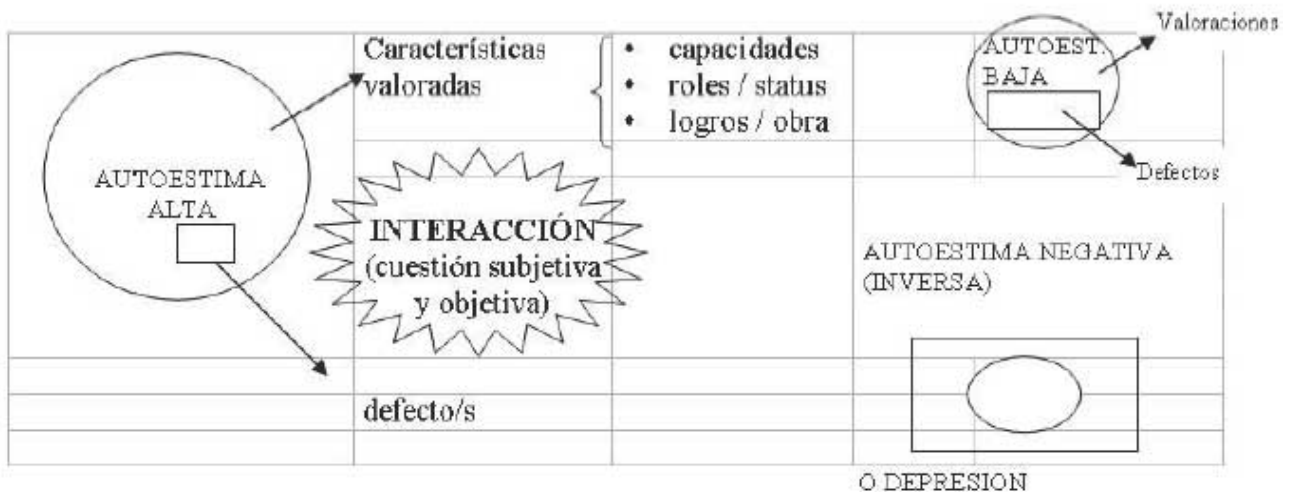 Valoraciones
Características
valoradas
• capacidades
• roles / status
• logros / obra
AUTOEST.
BAJA
Defectos
AUTOESTIMA
ALTA
INTERACCIÓN
(cuestión subjetiva
y objetiva)
AUTOESTIMA NEGATIVA
(INVERSA)
defecto/s
O DEPRESION